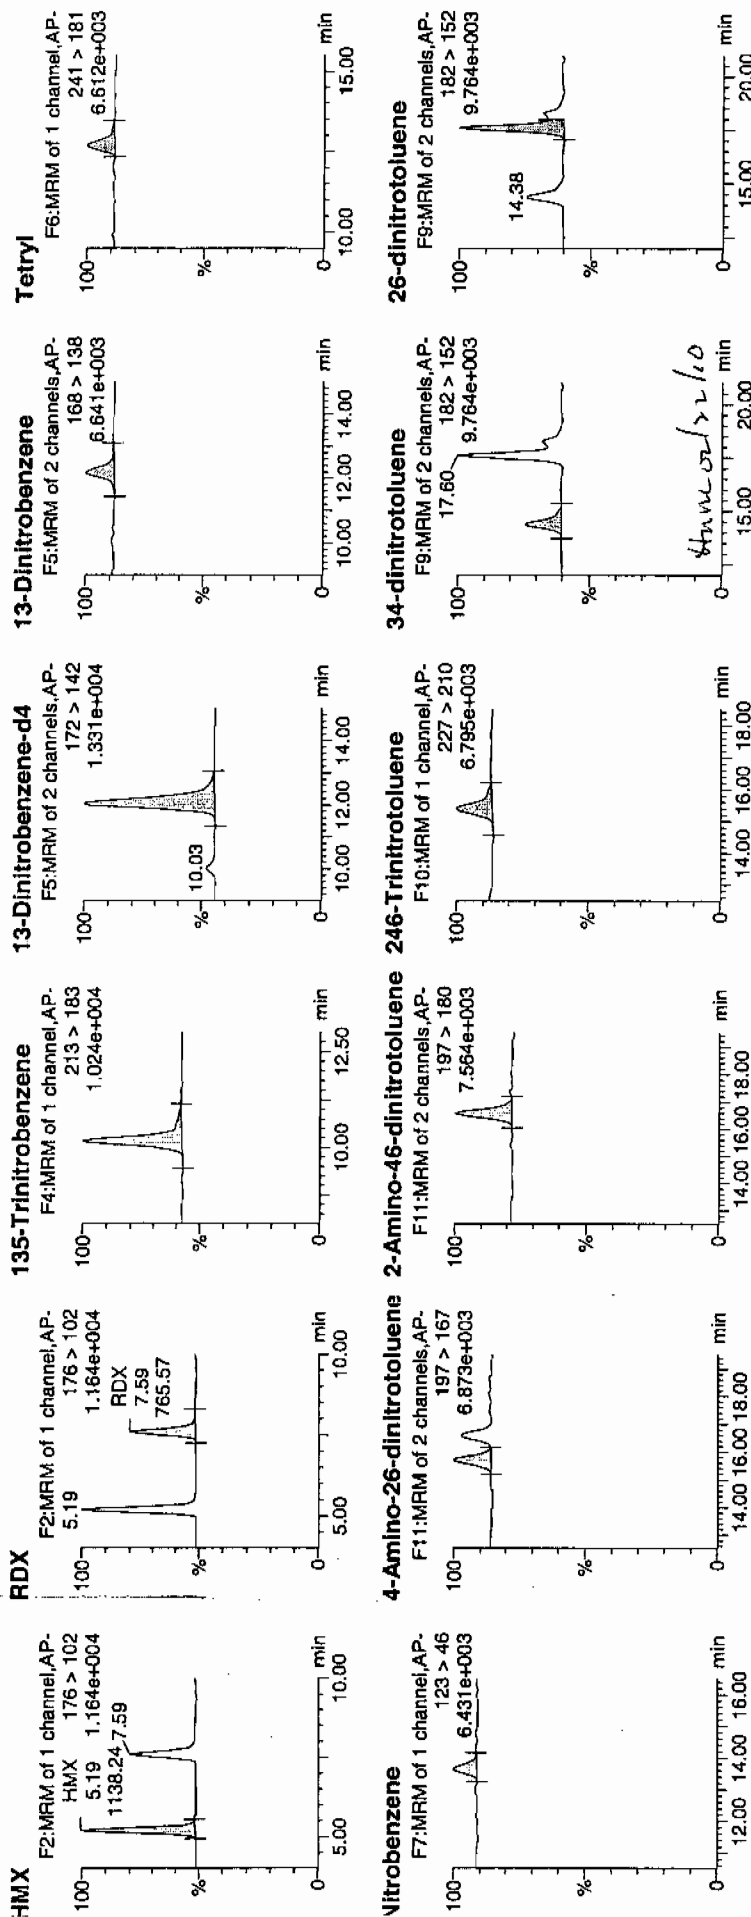 HMX
F2:MRM of 1 channel,AP-
HMX 176 > 102
5.19 1.164e+004
1138.24 7.59
100
%
0
5.00 10.00 min
RDX
F2:MRM of 1 channel,AP-
5.19 176 > 102
1.164e+004
RDX
7.59
765.57
100
%
0
5.00 10.00 min
135-Trinitrobenzene
F4:MRM of 1 channel,AP-
213 > 183
1.024e+004
100
%
0
10.00 12.50 min
13-Dinitrobenzene-d4
F5:MRM of 2 channels,AP-
172 > 142
1.331e+004
100
10.03
%
0
10.00 12.00 14.00 min
13-Dinitrobenzene
F5:MRM of 2 channels,AP-
168 > 138
6.641e+003
100
%
0
10.00 12.00 14.00 min
Tetryl
F6:MRM of 1 channel,AP-
241 > 181
6.612e+003
100
%
0
10.00 15.00 min
Nitrobenzene
F7:MRM of 1 channel,AP-
123 > 46
6.431e+003
100
%
0
12.00 14.00 16.00 min
4-Amino-26-dinitrotoluene
F11:MRM of 2 channels,AP-
197 > 167
6.873e+003
100
%
0
14.00 16.00 18.00 min
2-Amino-46-dinitrotoluene
F11:MRM of 2 channels,AP-
197 > 180
7.564e+003
100
%
0
14.00 16.00 18.00 min
246-Trinitrotoluene
F10:MRM of 1 channel,AP-
227 > 210
6.795e+003
100
%
0
14.00 16.00 18.00 min
34-dinitrotoluene
F9:MRM of 2 channels,AP-
17.60 182 > 152
9.764e+003
100
%
0
15.00 20.00 min
26-dinitrotoluene
F9:MRM of 2 channels,AP-
182 > 152
9.764e+003
100
14.38
%
0
15.00 20.00 min